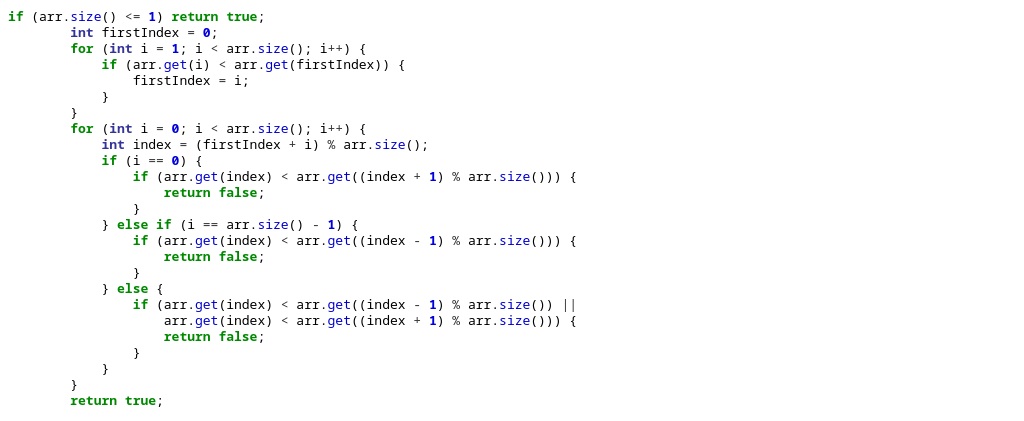 if (arr.size() <= 1) return true;
        int firstIndex = 0;
        for (int i = 1; i < arr.size(); i++) {
            if (arr.get(i) < arr.get(firstIndex)) {
                firstIndex = i;
            }
        }
        for (int i = 0; i < arr.size(); i++) {
            int index = (firstIndex + i) % arr.size();
            if (i == 0) {
                if (arr.get(index) < arr.get((index + 1) % arr.size())) {
                    return false;
                }
            } else if (i == arr.size() - 1) {
                if (arr.get(index) < arr.get((index - 1) % arr.size())) {
                    return false;
                }
            } else {
                if (arr.get(index) < arr.get((index - 1) % arr.size()) ||
                    arr.get(index) < arr.get((index + 1) % arr.size())) {
                    return false;
                }
            }
        }
        return true;